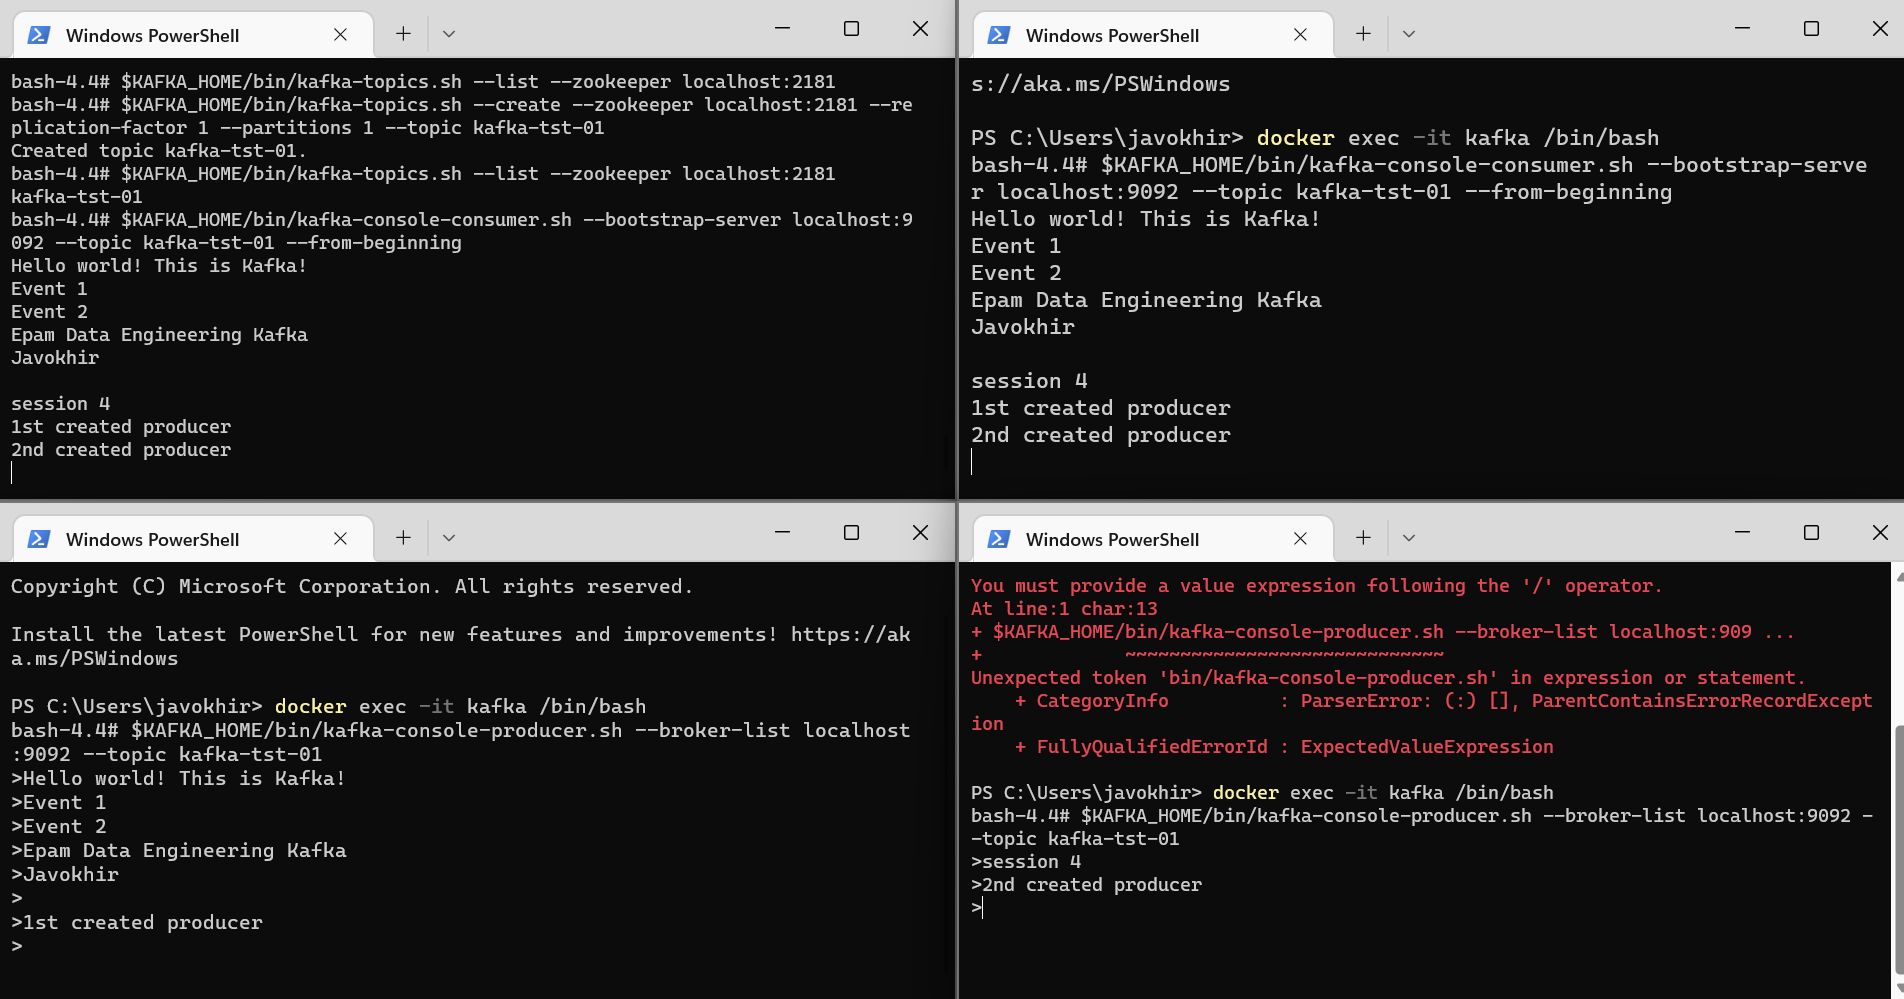 Windows PowerShell
bash-4.4# $KAFKA_HOME/bin/kafka-topics.sh --list --zookeeper localhost:2181
bash-4.4# $KAFKA_HOME/bin/kafka-topics.sh --create --zookeeper localhost:2181 --re
plication-factor 1 --partitions 1 --topic kafka-tst-01
Created topic kafka-tst-01.
bash-4.4# $KAFKA_HOME/bin/kafka-topics.sh --list --zookeeper localhost:2181
kafka-tst-01
bash-4.4# $KAFKA_HOME/bin/kafka-console-consumer.sh --bootstrap-server localhost:9
092 --topic kafka-tst-01 --from-beginning
Hello world! This is Kafka!
Event 1
Event 2
Epam Data Engineering Kafka
Javokhir
session 4
1st created producer
2nd created producer
Windows PowerShell
s://aka.ms/PSWindows
PS C:\Users\javokhir> docker exec -it kafka /bin/bash
bash-4.4# $KAFKA_HOME/bin/kafka-console-consumer.sh --bootstrap-serve
r localhost:9092 --topic kafka-tst-01 --from-beginning
Hello world! This is Kafka!
Event 1
Event 2
Epam Data Engineering Kafka
Javokhir
session 4
1st created producer
2nd created producer
Windows PowerShell
Copyright (C) Microsoft Corporation. All rights reserved.
Install the latest PowerShell for new features and improvements! https://ak
a.ms/PSWindows
PS C:\Users\javokhir> docker exec -it kafka /bin/bash
bash-4.4# $KAFKA_HOME/bin/kafka-console-producer.sh --broker-list localhost
:9092 --topic kafka-tst-01
>Hello world! This is Kafka!
>Event 1
>Event 2
>Epam Data Engineering Kafka
>Javokhir
>
>1st created producer
>
Windows PowerShell
You must provide a value expression following the '/' operator.
At line:1 char:13
+ $KAFKA_HOME/bin/kafka-console-producer.sh --broker-list localhost:909 ...
+             ~~~~~~~~~~~~~~~~~~~~~~~~~~~~~
Unexpected token 'bin/kafka-console-producer.sh' in expression or statement.
    + CategoryInfo          : ParserError: (:) [], ParentContainsErrorRecordExcept
ion
    + FullyQualifiedErrorId : ExpectedValueExpression
PS C:\Users\javokhir> docker exec -it kafka /bin/bash
bash-4.4# $KAFKA_HOME/bin/kafka-console-producer.sh --broker-list localhost:9092 -
-topic kafka-tst-01
>session 4
>2nd created producer
>